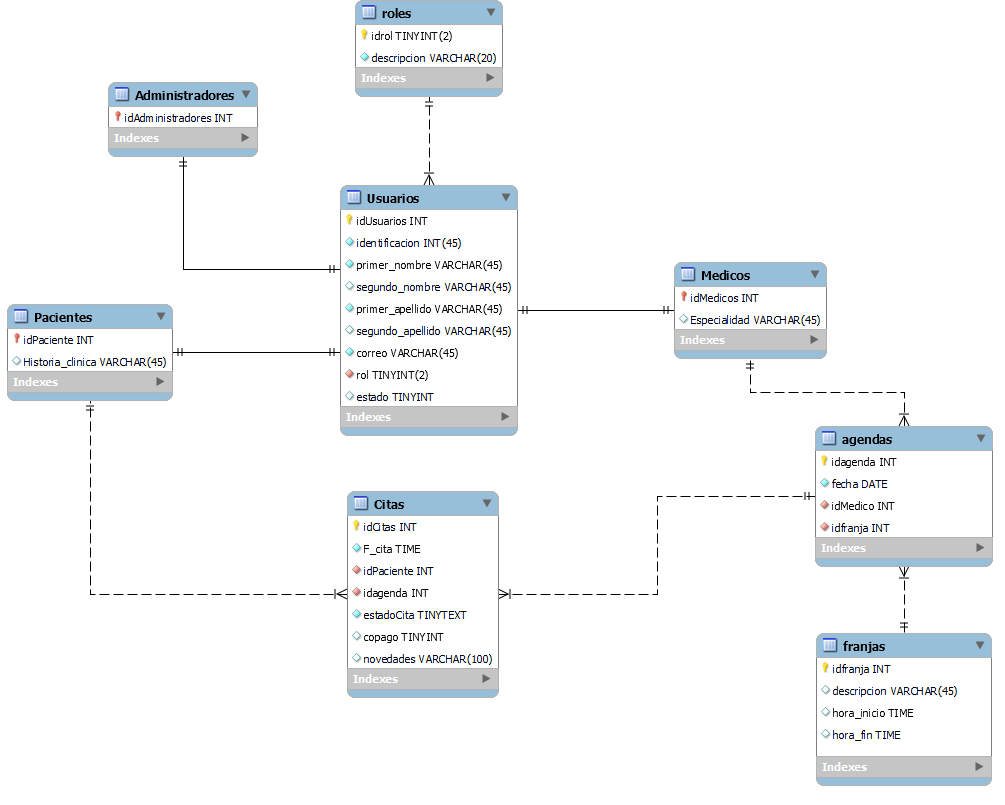 roles
idrol TINYINT(2)
descripcion VARCHAR(20)
Indexes
Administradores
idAdministradores INT
Indexes
Usuarios
idUsuarios INT
identificacion INT(45)
primer_nombre VARCHAR(45)
segundo_nombre VARCHAR(45)
primer_apellido VARCHAR(45)
segundo_apellido VARCHAR(45)
correo VARCHAR(45)
rol TINYINT(2)
estado TINYINT
Indexes
Medicos
idMedicos INT
Especialidad VARCHAR(45)
Indexes
Pacientes
idPaciente INT
Historia_clinica VARCHAR(45)
Indexes
agendas
idagenda INT
fecha DATE
idMedico INT
idfranja INT
Indexes
Citas
idCitas INT
F_cita TIME
idPaciente INT
idagenda INT
estadoCita TINYTEXT
copago TINYINT
novedades VARCHAR(100)
Indexes
franjas
idfranja INT
descripcion VARCHAR(45)
hora_inicio TIME
hora_fin TIME
Indexes